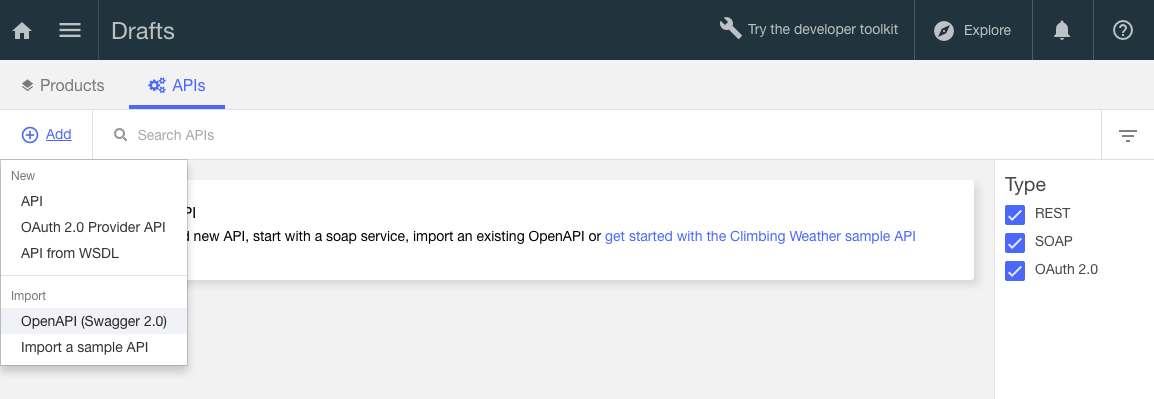 Drafts
Try the developer toolkit
Explore
Products
APIs
Add
Search APIs
New
API
OAuth 2.0 Provider API
API from WSDL
Import
OpenAPI (Swagger 2.0)
Import a sample API
new API, start with a soap service, import an existing OpenAPI or get started with the Climbing Weather sample API
Type
REST
SOAP
OAuth 2.0